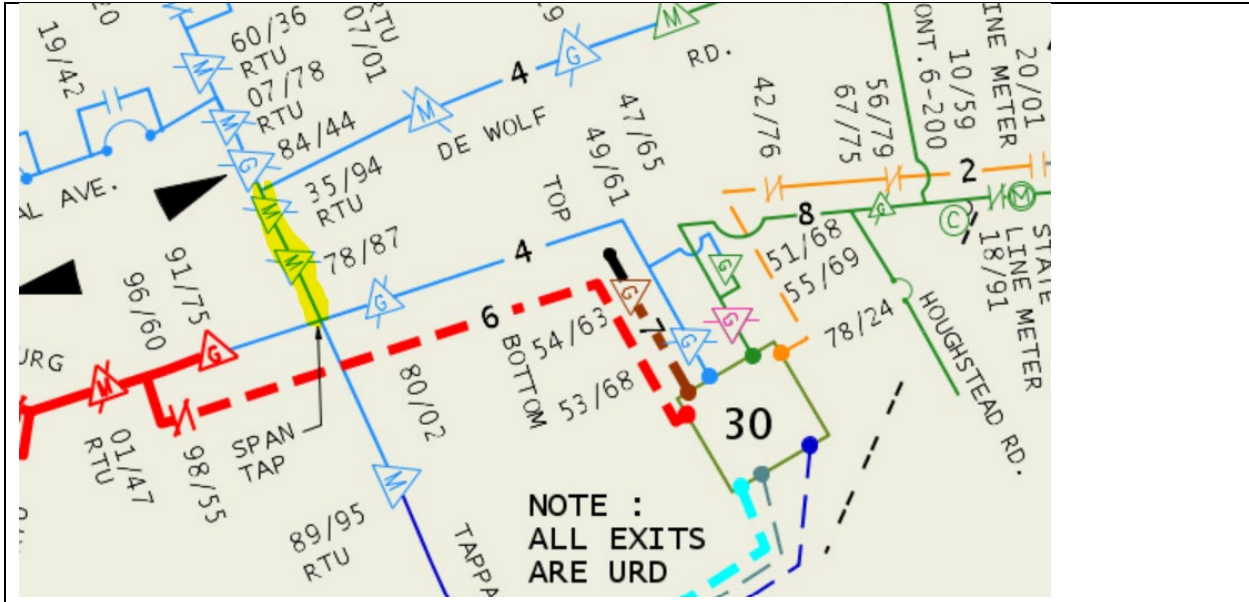 19/42
60/36
RTU
RTU
07/01
07/78
RTU
84/44
4
G
M
RD.
42/76
56/79
67/75
10/59
20/01
DE WOLF
47/65
49/61
35/94
RTU
AL AVE.
TOP
2
8
78/87
4
91/75
96/60
6
51/68
55/69
STATE
LINE METER
18/91
54/63
7
78/24
HOUGHSTEAD RD.
BOTTOM
53/68
30
80/02
SPAN
TAP
01/47
RTU
98/55
89/95
RTU
TAPPA
NOTE :
ALL EXITS
ARE URD